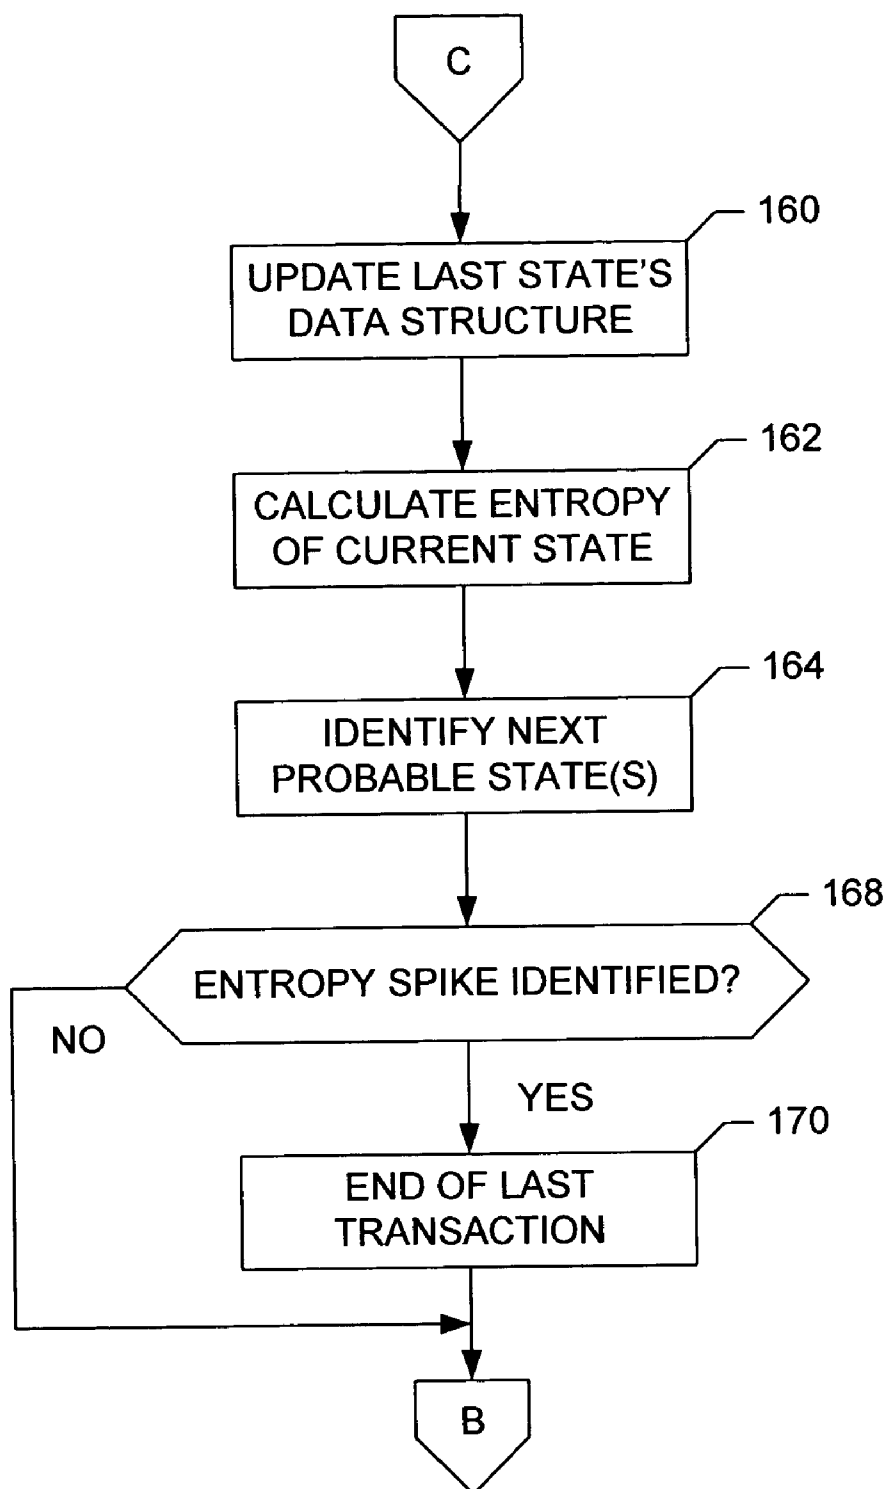 C
160
UPDATE LAST STATE'S
DATA STRUCTURE
162
CALCULATE ENTROPY
OF CURRENT STATE
164
IDENTIFY NEXT
PROBABLE STATE(S)
168
ENTROPY SPIKE IDENTIFIED?
NO
YES
170
END OF LAST
TRANSACTION
B